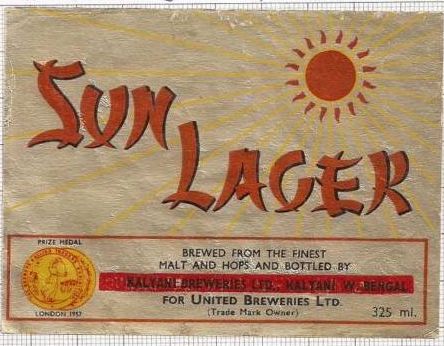 SUN
LAGER
PRIZE MEDAL
LONDON 1957
BREWED FROM THE FINEST
MALT AND HOPS AND BOTTLED BY
KALYANI BREWERIES LTD., KALYANI W. BENGAL.
FOR UNITED BREWERIES LTD.
(Trade Mark Owner)
325 ml.